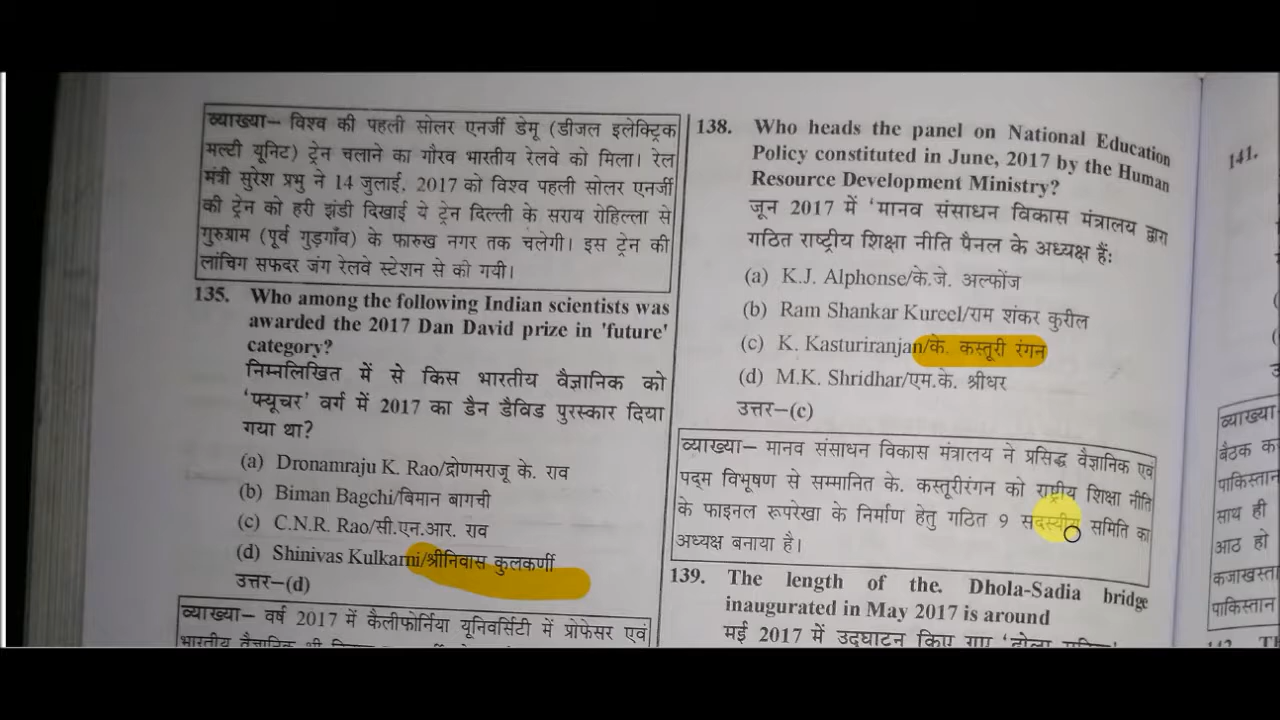 व्याख्या– विश्व की पहली सोलर एनर्जी डेमू (डीजल इलेक्ट्रिक
मल्टी यूनिट) ट्रेन चलाने का गौरव भारतीय रेलवे को मिला। रेल
मंत्री सुरेश प्रभु ने 14 जुलाई, 2017 को विश्व पहली सोलर एनर्जी
की ट्रेन को हरी झंडी दिखाई ये ट्रेन दिल्ली के सराय रोहिल्ला से
गुरुग्राम (पूर्व गुड़गाँव) के फारुख नगर तक चलेगी। इस ट्रेन की
लांचिग सफदर जंग रेलवे स्टेशन से की गयी।
135. Who among the following Indian scientists was
awarded the 2017 Dan David prize in 'future'
category?
निम्नलिखित में से किस भारतीय वैज्ञानिक को
'फ्यूचर' वर्ग में 2017 का डैन डैविड पुरस्कार दिया
गया था?
(a) Dronamraju K. Rao/द्रोणमराजू के. राव
(b) Biman Bagchi/बिमान बागची
(c) C.N.R. Rao/सी.एन.आर. राव
(d) Shinivas Kulkarni/श्रीनिवास कुलकर्णी
उत्तर–(d)
व्याख्या– वर्ष 2017 में कैलीफोर्निया यूनिवर्सिटी में प्रोफेसर एवं
भारतीय वैज्ञानिक श्री
138. Who heads the panel on National Education
Policy constituted in June, 2017 by the Human
Resource Development Ministry?
जून 2017 में 'मानव संसाधन विकास मंत्रालय द्वारा
गठित राष्ट्रीय शिक्षा नीति पैनल के अध्यक्ष हैं:
(a) K.J. Alphonse/के.जे. अल्फोंज
(b) Ram Shankar Kureel/राम शंकर कुरील
(c) K. Kasturiranjan/के. कस्तूरी रंगन
(d) M.K. Shridhar/एम.के. श्रीधर
उत्तर–(c)
व्याख्या– मानव संसाधन विकास मंत्रालय ने प्रसिद्ध वैज्ञानिक एवं
पद्म विभूषण से सम्मानित के. कस्तूरीरंगन को राष्ट्रीय शिक्षा नीति
के फाइनल रूपरेखा के निर्माण हेतु गठित 9 सदस्यीय समिति का
अध्यक्ष बनाया है।
139. The length of the. Dhola-Sadia bridge
inaugurated in May 2017 is around
मई 2017 में उद्घाटन किए गए
141.
व्याख्या
बैठक क
पाकिस्तान
साथ ही
आठ हो
कजाखस्ता
पाकिस्तान